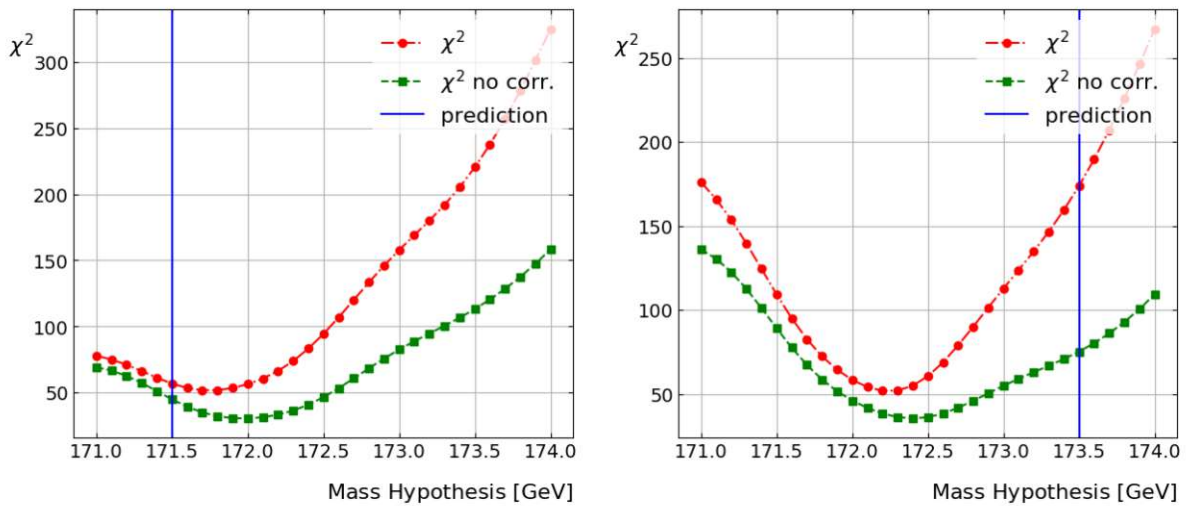 χ²
χ²
χ² no corr.
prediction
300
250
200
150
100
50
171.0 171.5 172.0 172.5 173.0 173.5 174.0
Mass Hypothesis [GeV]
χ²
χ²
χ² no corr.
prediction
250
200
150
100
50
171.0 171.5 172.0 172.5 173.0 173.5 174.0
Mass Hypothesis [GeV]